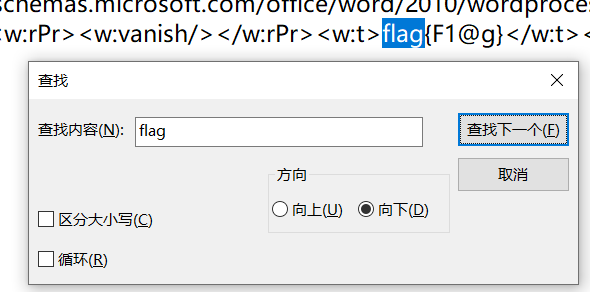 schemas.microsoft.com/office/word/2010/wordproces
<w:rPr><w:vanish/></w:rPr><w:t>flag{F1@g}</w:t><
查找
查找内容(N): flag
查找下一个(F)
方向
取消
向上(U) 向下(D)
区分大小写(C)
循环(R)